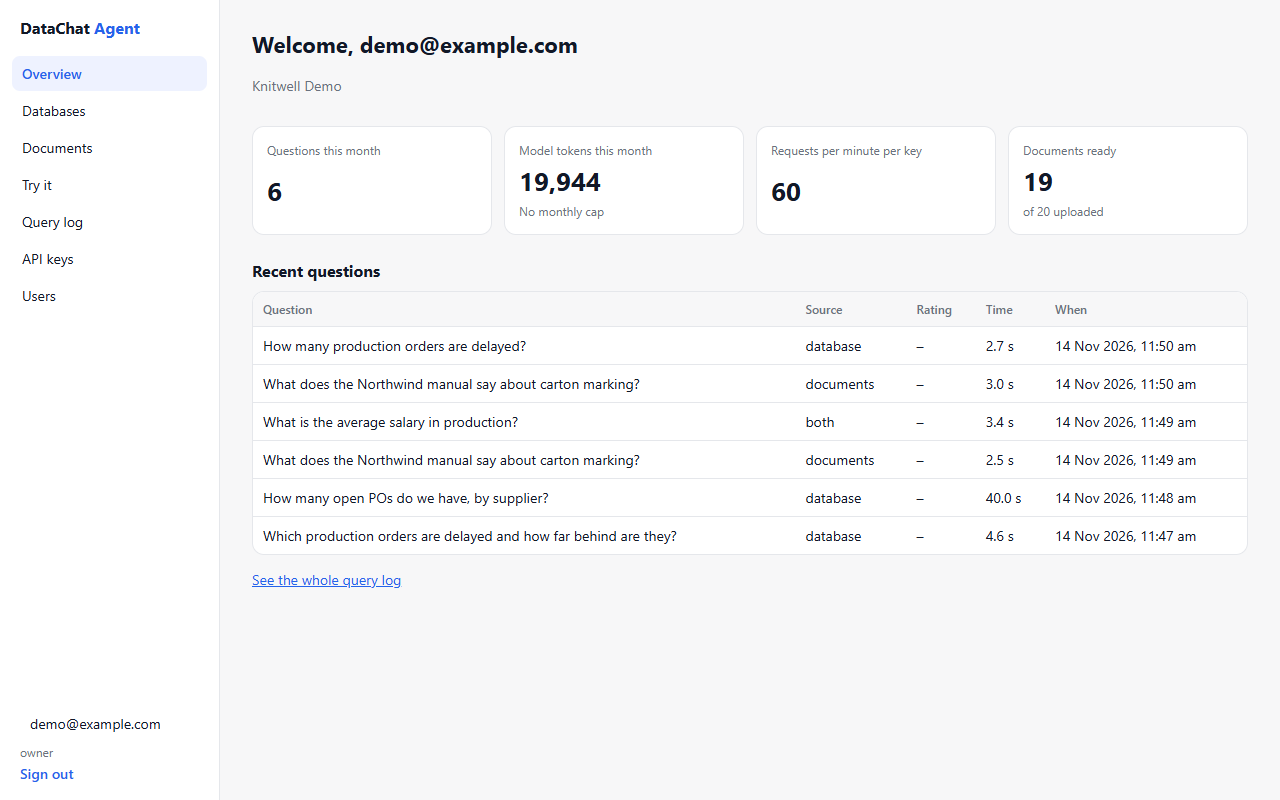 DataChat Agent
Overview
Databases
Documents
Try it
Query log
API keys
Users
demo@example.com
owner
Sign out
Welcome, demo@example.com
Knitwell Demo
Questions this month
6
Model tokens this month
19,944
No monthly cap
Requests per minute per key
60
Documents ready
19
of 20 uploaded
Recent questions
Question Source Rating Time When
How many production orders are delayed? database – 2.7 s 14 Nov 2026, 11:50 am
What does the Northwind manual say about carton marking? documents – 3.0 s 14 Nov 2026, 11:50 am
What is the average salary in production? both – 3.4 s 14 Nov 2026, 11:49 am
What does the Northwind manual say about carton marking? documents – 2.5 s 14 Nov 2026, 11:49 am
How many open POs do we have, by supplier? database – 40.0 s 14 Nov 2026, 11:48 am
Which production orders are delayed and how far behind are they? database – 4.6 s 14 Nov 2026, 11:47 am
See the whole query log